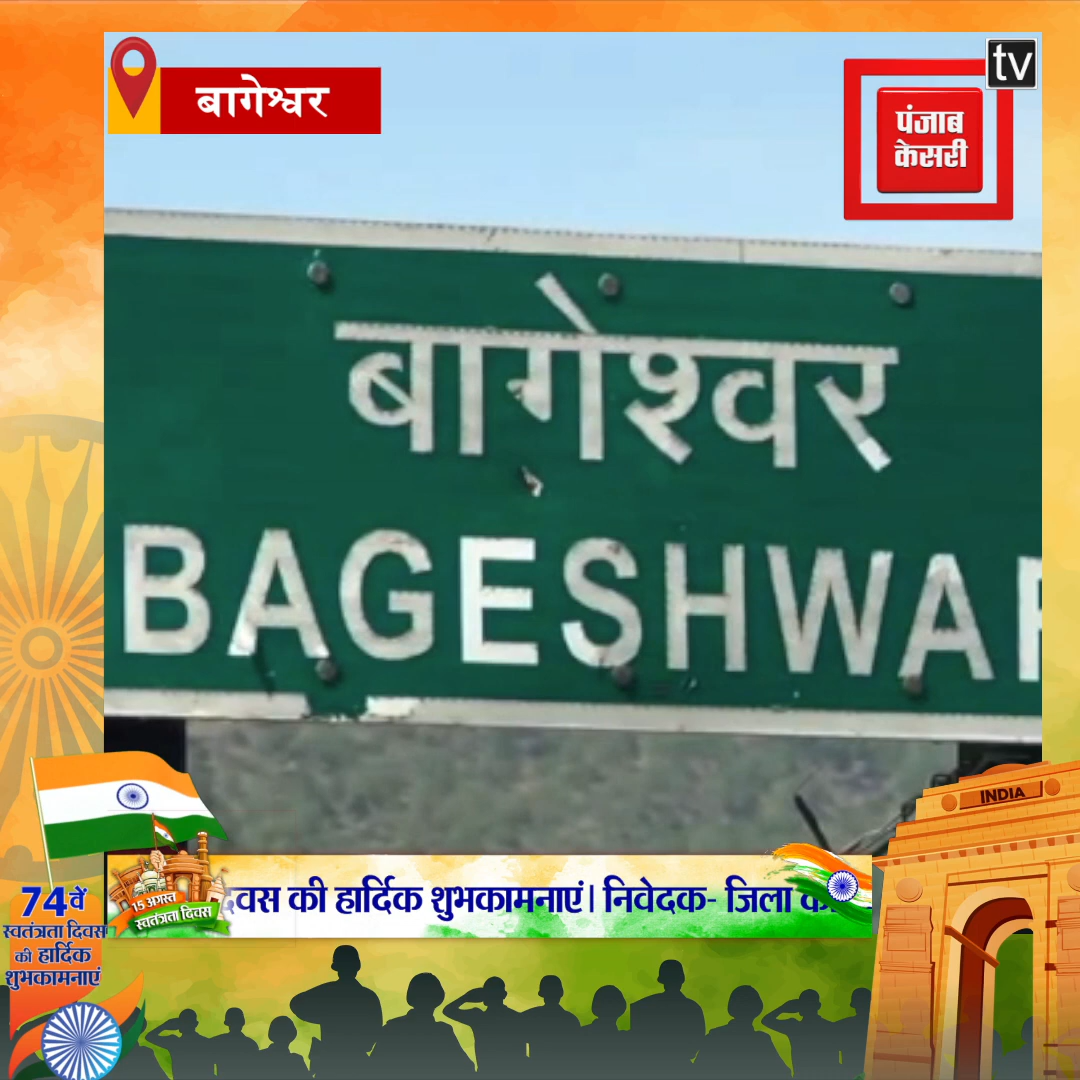 बागेश्वर
tv
पंजाब
केसरी
बागेश्वर
BAGESHWA
INDIA
15 अगस्त
स्वतंत्रता दिवस
की हार्दिक शुभकामनाएं। निवेदक- जिला
74वें
स्वतंत्रता दिवस
की हार्दिक
शुभकामनाएं